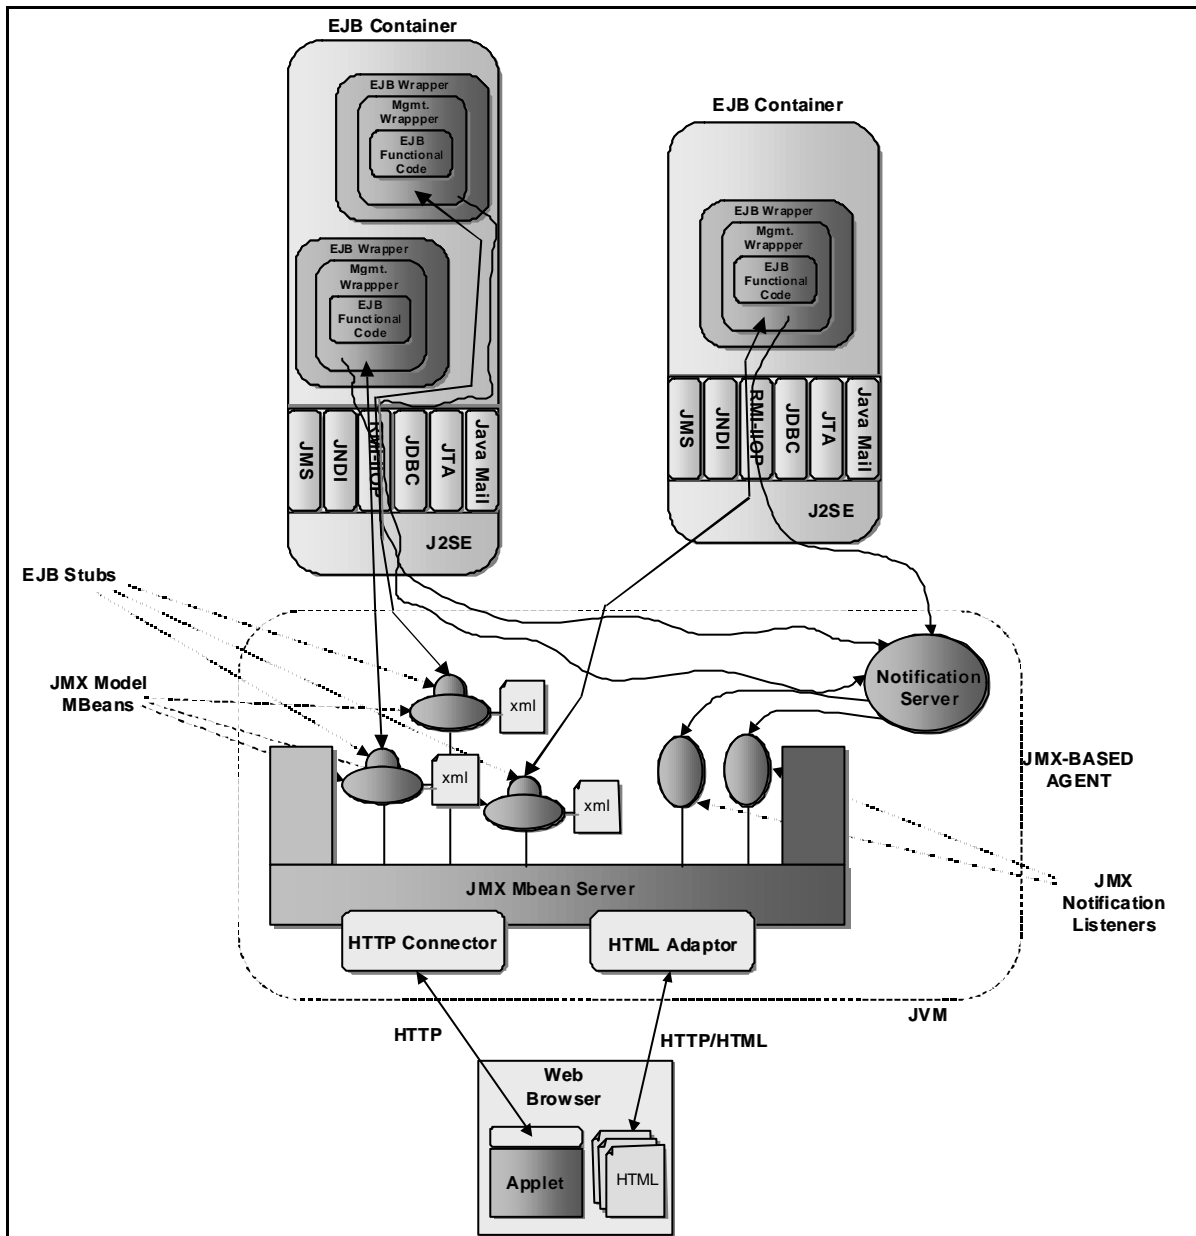 EJB Container
EJB Wrapper
Mgmt.
Wrappper
EJB
Functional
Code
EJB Wrapper
Mgmt.
Wrappper
EJB
Functional
Code
JMS
JNDI
RMI-IIOP
JDBC
JTA
Java Mail
J2SE
EJB Container
EJB Wrapper
Mgmt.
Wrappper
EJB
Functional
Code
JMS
JNDI
RMI-IIOP
JDBC
JTA
Java Mail
J2SE
EJB Stubs
JMX Model
MBeans
xml
xml
xml
Notification
Server
JMX-BASED
AGENT
JMX Mbean Server
JMX
Notification
Listeners
HTTP Connector
HTML Adaptor
JVM
HTTP
HTTP/HTML
Web
Browser
Applet
HTML